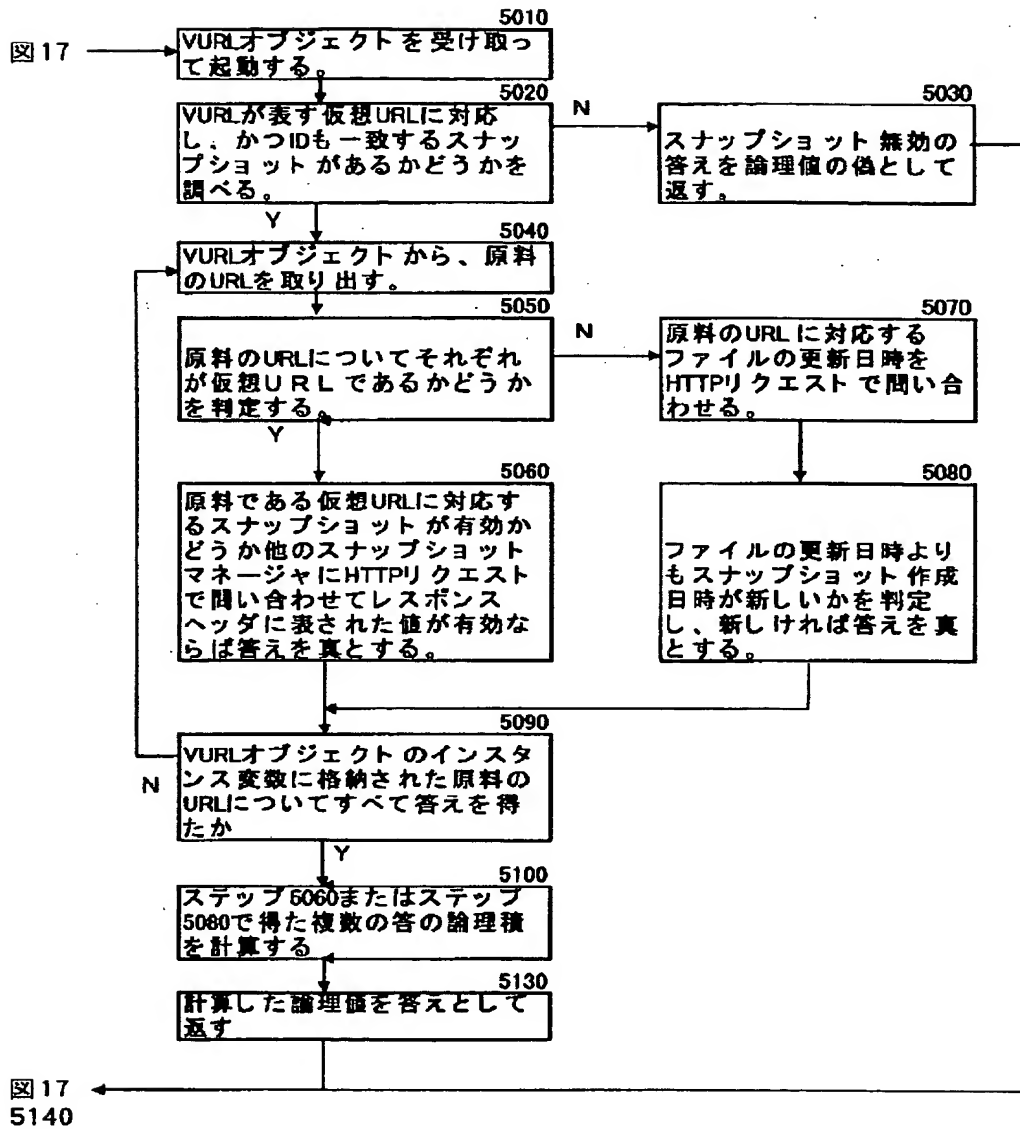 5010
図17
VURLオブジェクトを受け取っ
て起動する。
5020
VURLが表す仮想URLに対応
し、かつIDも一致するスナッ
プショットがあるかどうかを
調べる。
N
5030
スナップショット無効の
答えを論理値の偽として
返す。
Y
5040
VURLオブジェクトから、原料
のURLを取り出す。
5050
原料のURLについてそれぞれ
が仮想URLであるかどうか
を判定する。
N
5070
原料のURLに対応する
ファイルの更新日時を
HTTPリクエストで問い合
わせる。
Y
5060
原料である仮想URLに対応す
るスナップショットが有効か
どうか他のスナップショット
マネージャにHTTPリクエスト
で問い合わせてレスポンス
ヘッダに表された値が有効な
らば答えを真とする。
5080
ファイルの更新日時より
もスナップショット作成
日時が新しいかを判定
し、新しければ答えを真
とする。
5090
VURLオブジェクトのインスタ
ンス変数に格納された原料の
URLについてすべて答えを得
たか
N
Y
5100
ステップ5060またはステップ
5080で得た複数の答の論理積
を計算する
5130
計算した論理値を答えとして
返す
図17
5140